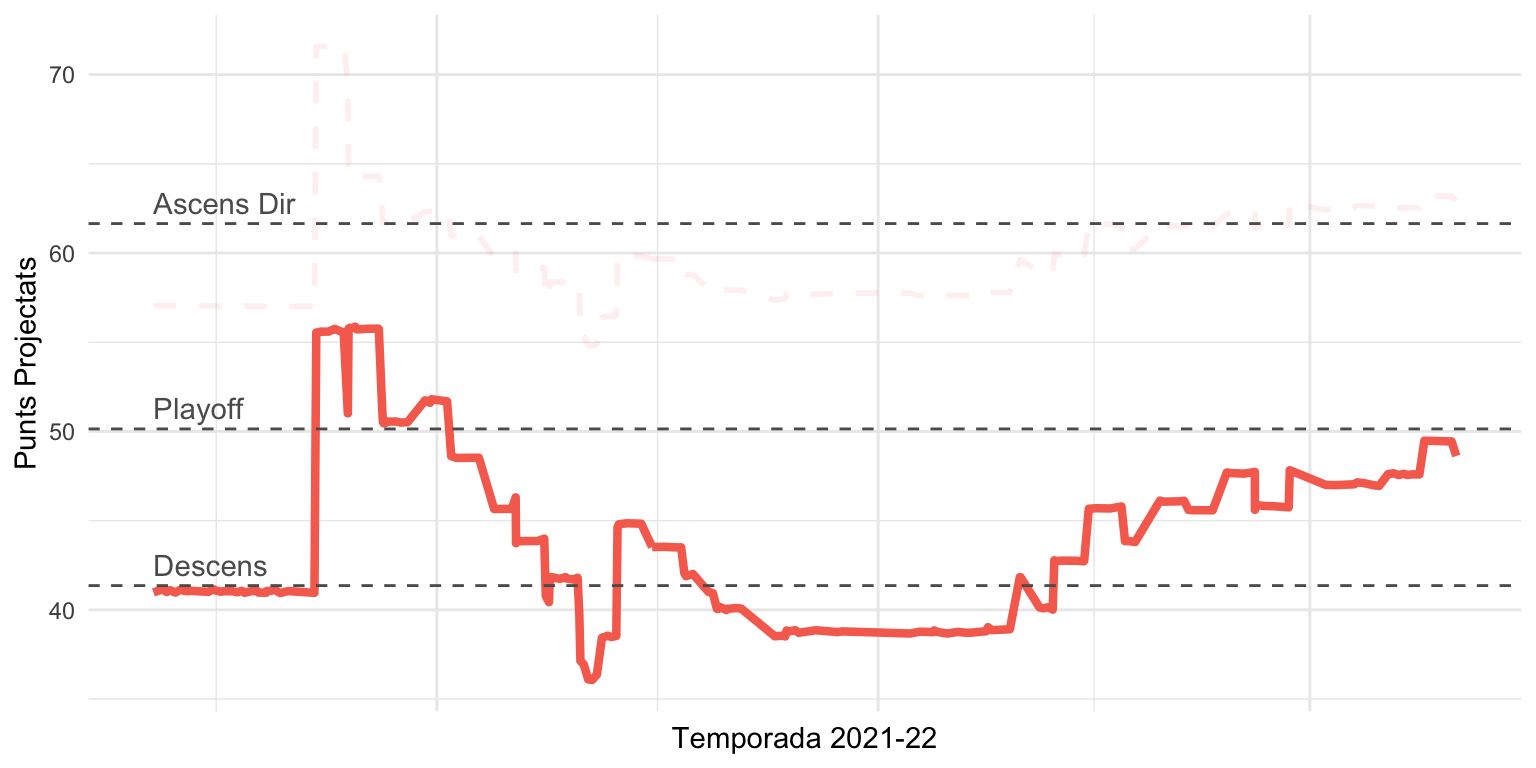 70
Ascens Dir
60
Playoff
50
Descens
40
Punts Projectats
Temporada 2021-22